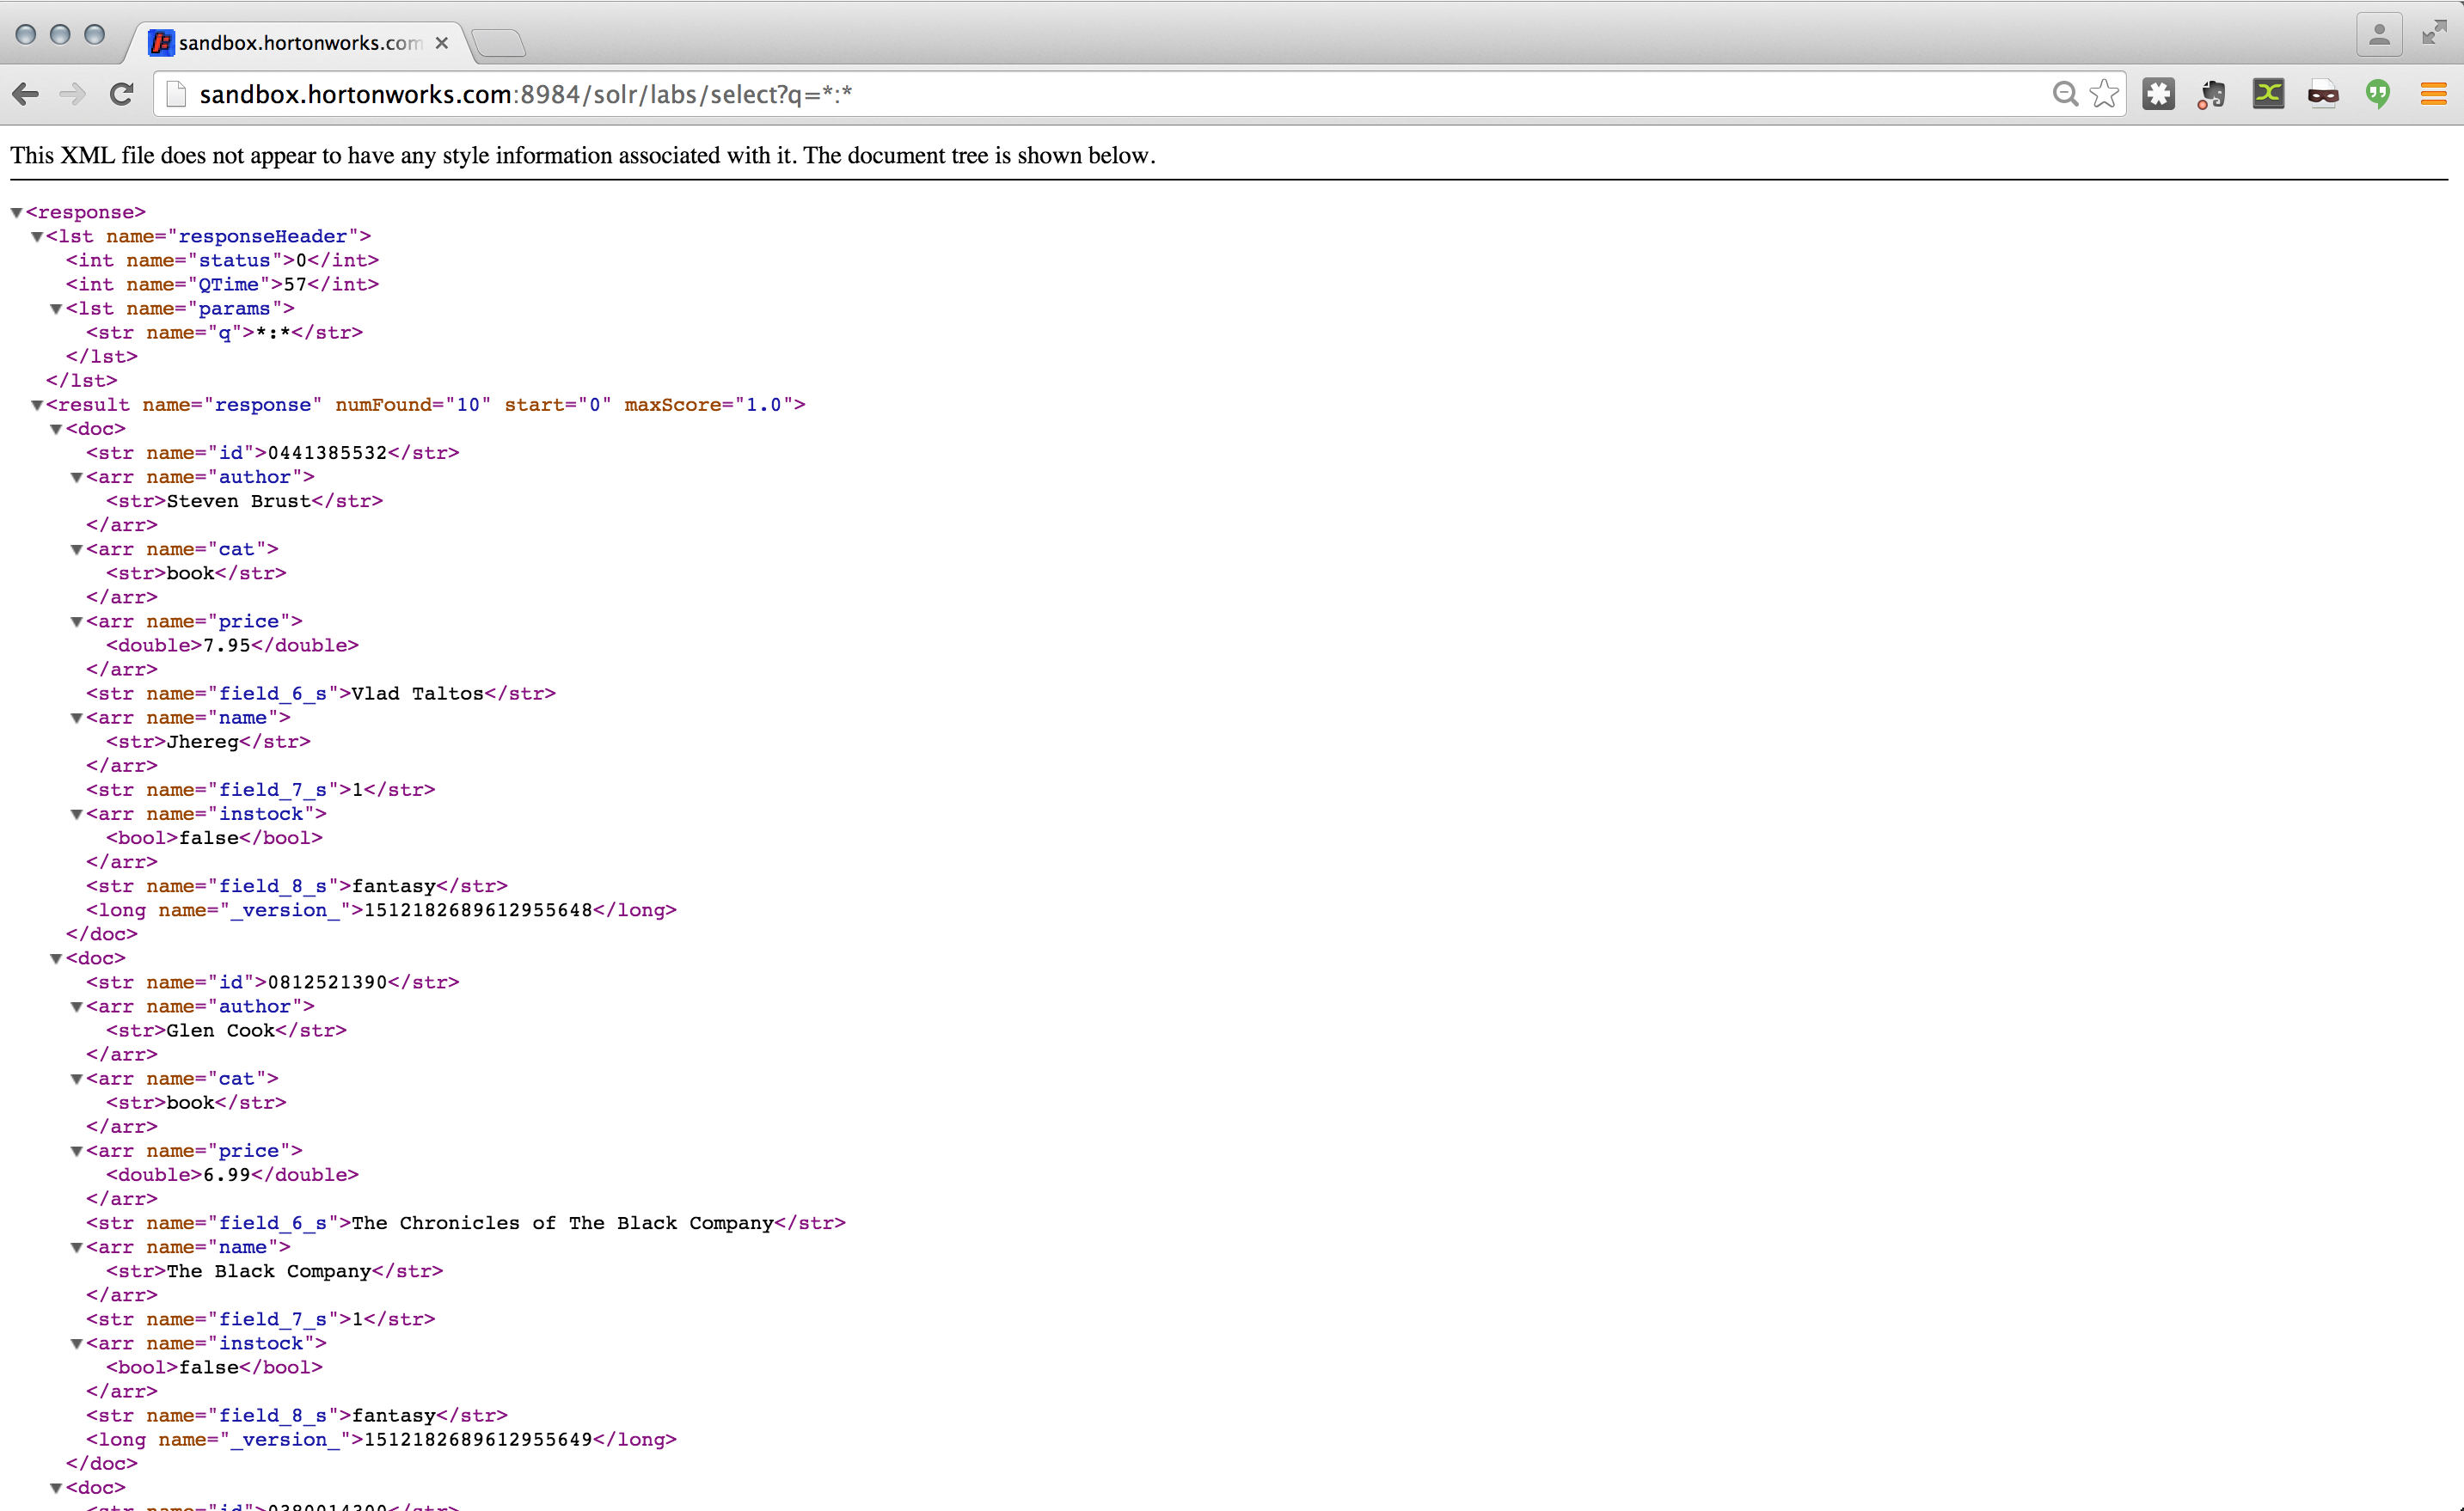 sandbox.hortonworks.com
sandbox.hortonworks.com:8984/solr/labs/select?q=*:*
This XML file does not appear to have any style information associated with it. The document tree is shown below.
<response>
<lst name="responseHeader">
<int name="status">0</int>
<int name="QTime">57</int>
<lst name="params">
<str name="q">*:*</str>
</lst>
</lst>
<result name="response" numFound="10" start="0" maxScore="1.0">
<doc>
<str name="id">0441385532</str>
<arr name="author">
<str>Steven Brust</str>
</arr>
<arr name="cat">
<str>book</str>
</arr>
<arr name="price">
<double>7.95</double>
</arr>
<str name="field_6_s">Vlad Taltos</str>
<arr name="name">
<str>Jhereg</str>
</arr>
<str name="field_7_s">1</str>
<arr name="instock">
<bool>false</bool>
</arr>
<str name="field_8_s">fantasy</str>
<long name="_version_">1512182689612955648</long>
</doc>
<doc>
<str name="id">0812521390</str>
<arr name="author">
<str>Glen Cook</str>
</arr>
<arr name="cat">
<str>book</str>
</arr>
<arr name="price">
<double>6.99</double>
</arr>
<str name="field_6_s">The Chronicles of The Black Company</str>
<arr name="name">
<str>The Black Company</str>
</arr>
<str name="field_7_s">1</str>
<arr name="instock">
<bool>false</bool>
</arr>
<str name="field_8_s">fantasy</str>
<long name="_version_">1512182689612955649</long>
</doc>
<doc>
<str name="id">0380014300</str>